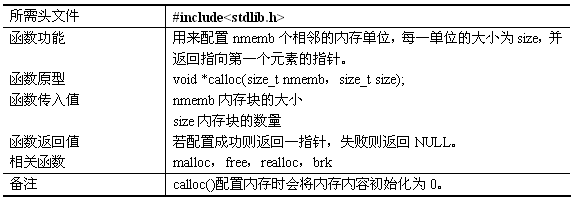 所需头文件 #include<stdlib.h>
函数功能 用来配置 nmemb 个相邻的内存单位，每一单位的大小为 size，并
返回指向第一个元素的指针。
函数原型 void *calloc(size_t nmemb，size_t size);
函数传入值 nmemb 内存块的大小
size 内存块的数量
函数返回值 若配置成功则返回一指针，失败则返回 NULL。
相关函数 malloc，free，realloc，brk
备注 calloc()配置内存时会将内存内容初始化为 0。